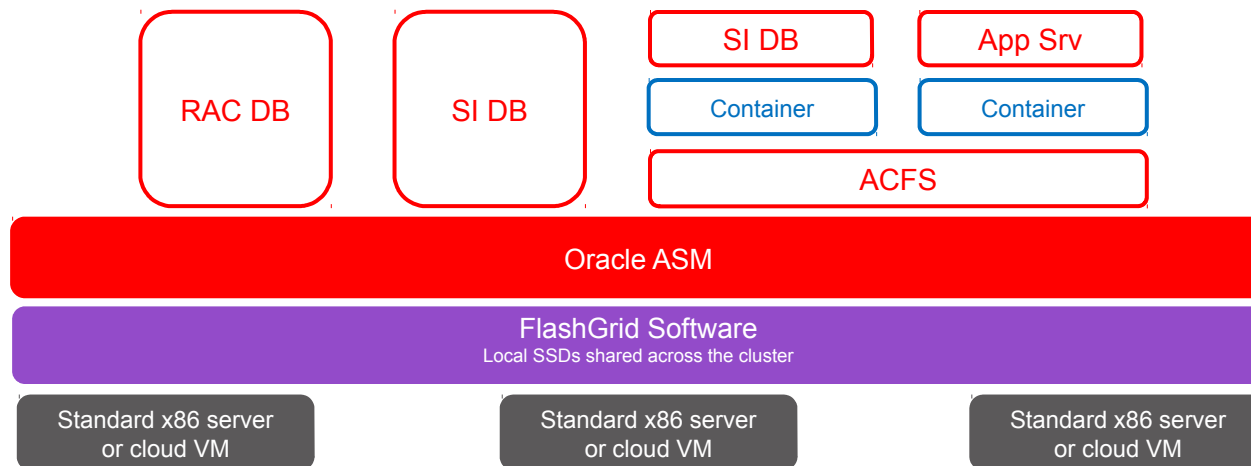 RAC DB
SI DB
SI DB
App Srv
Container
Container
ACFS
Oracle ASM
FlashGrid Software
Local SSDs shared across the cluster
Standard x86 server
or cloud VM
Standard x86 server
or cloud VM
Standard x86 server
or cloud VM